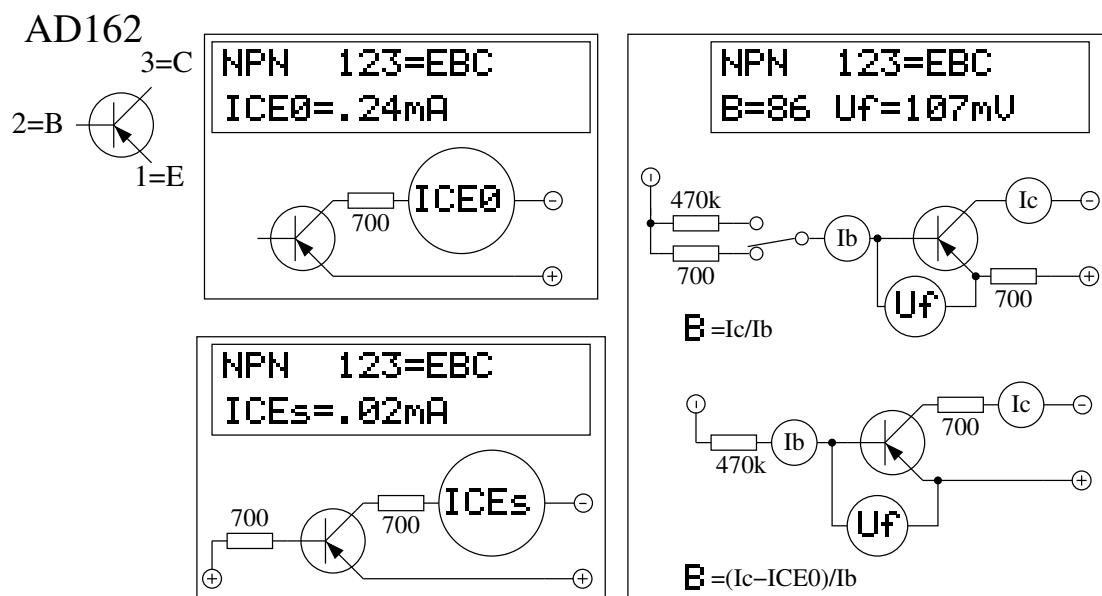 AD162
3=C
2=B
1=E
NPN 123=EBC
ICE0=.24mA
ICE0
700
−
+
NPN 123=EBC
ICEs=.02mA
ICEs
700
700
−
+
+
NPN 123=EBC
B=86 Uf=107mV
−
470k
700
Ib
Ic
−
Uf
700
+
B=Ic/Ib
−
470k
Ib
700
Ic
−
+
Uf
B=(Ic−ICE0)/Ib